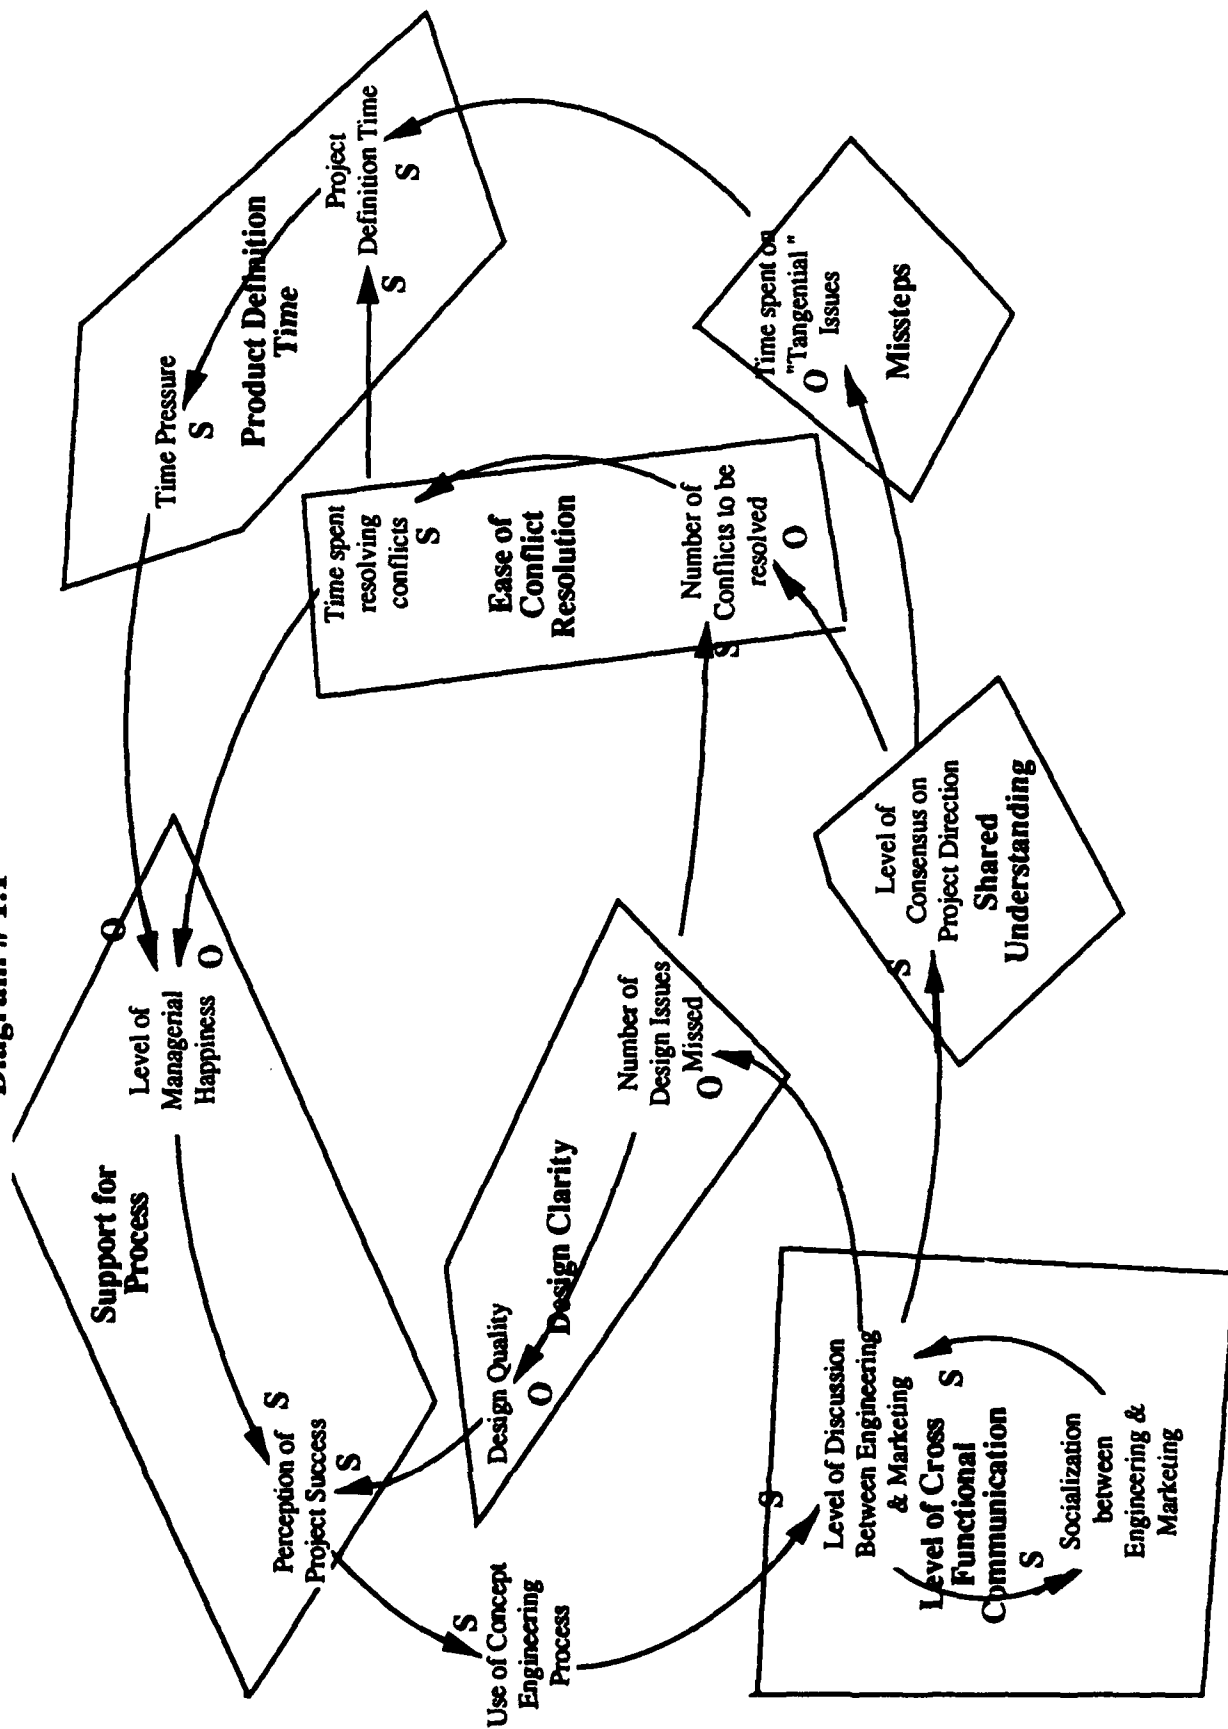 Support for
Process
Level of
Managerial
Happiness
O
O
Time Pressure
S
Product Definition
Time
Project
Definition Time
S
S
Perception of
Project Success
S
S
Time spent
resolving
conflicts
S
Ease of
Conflict
Resolution
Number of
Conflicts to be
resolved
S
O
Use of Concept
Engineering
Process
S
Design Quality
O
Design Clarity
Number of
Design Issues
Missed
O
Time spent on
"Tangential "
Issues
O
Missteps
S
Level of Discussion
Between Engineering
& Marketing
Level of Cross
Functional
Communication
S
S
Socialization
between
Engineering &
Marketing
Level of
Consensus on
Project Direction
S
Shared
Understanding